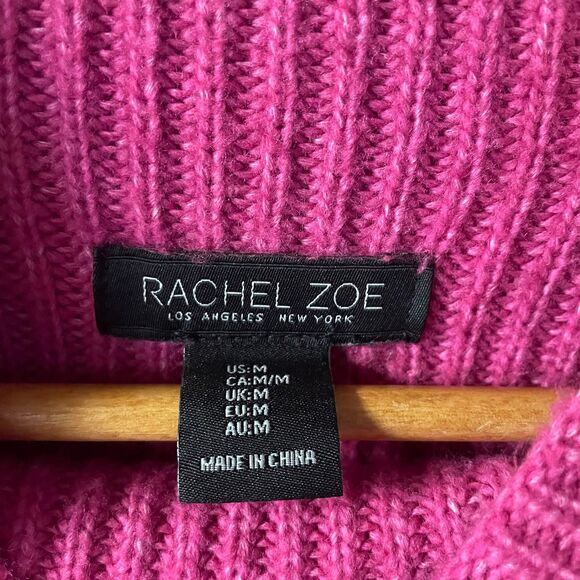 RACHEL ZOE
LOS ANGELES NEW YORK
US:M
CA:M/M
UK:M
EU:M
AU:M
MADE IN CHINA